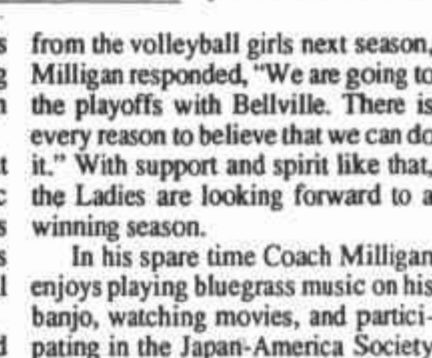 from the volleyball girls next season,
Milligan responded, "We are going to
the playoffs with Bellville. There is
every reason to believe that we can do
it." With support and spirit like that,
the Ladies are looking forward to a
winning season.
In his spare time Coach Milligan
enjoys playing bluegrass music on his
banjo, watching movies, and partici-
pating in the Japan-America Society